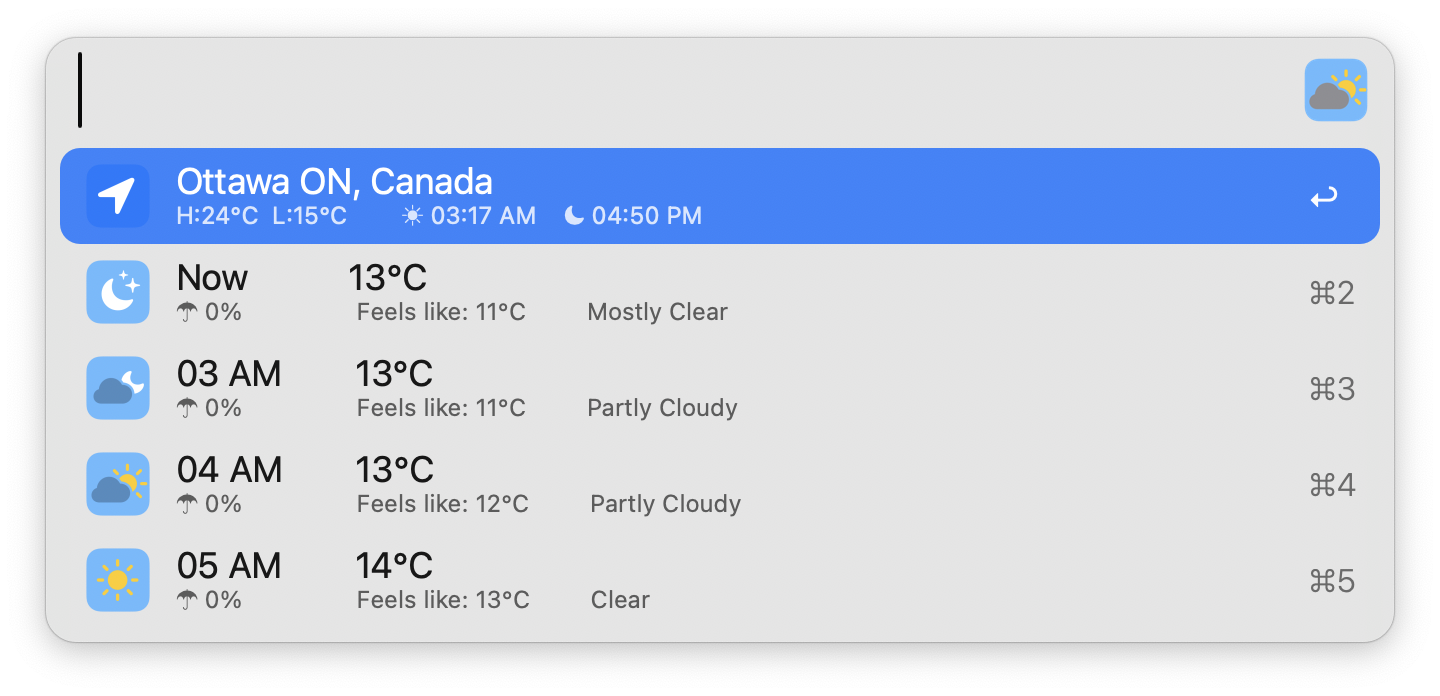 Ottawa ON, Canada
H:24°C L:15°C 03:17 AM 04:50 PM
Now 13°C
0% Feels like: 11°C Mostly Clear
⌘2
03 AM 13°C
0% Feels like: 11°C Partly Cloudy
⌘3
04 AM 13°C
0% Feels like: 12°C Partly Cloudy
⌘4
05 AM 14°C
0% Feels like: 13°C Clear
⌘5